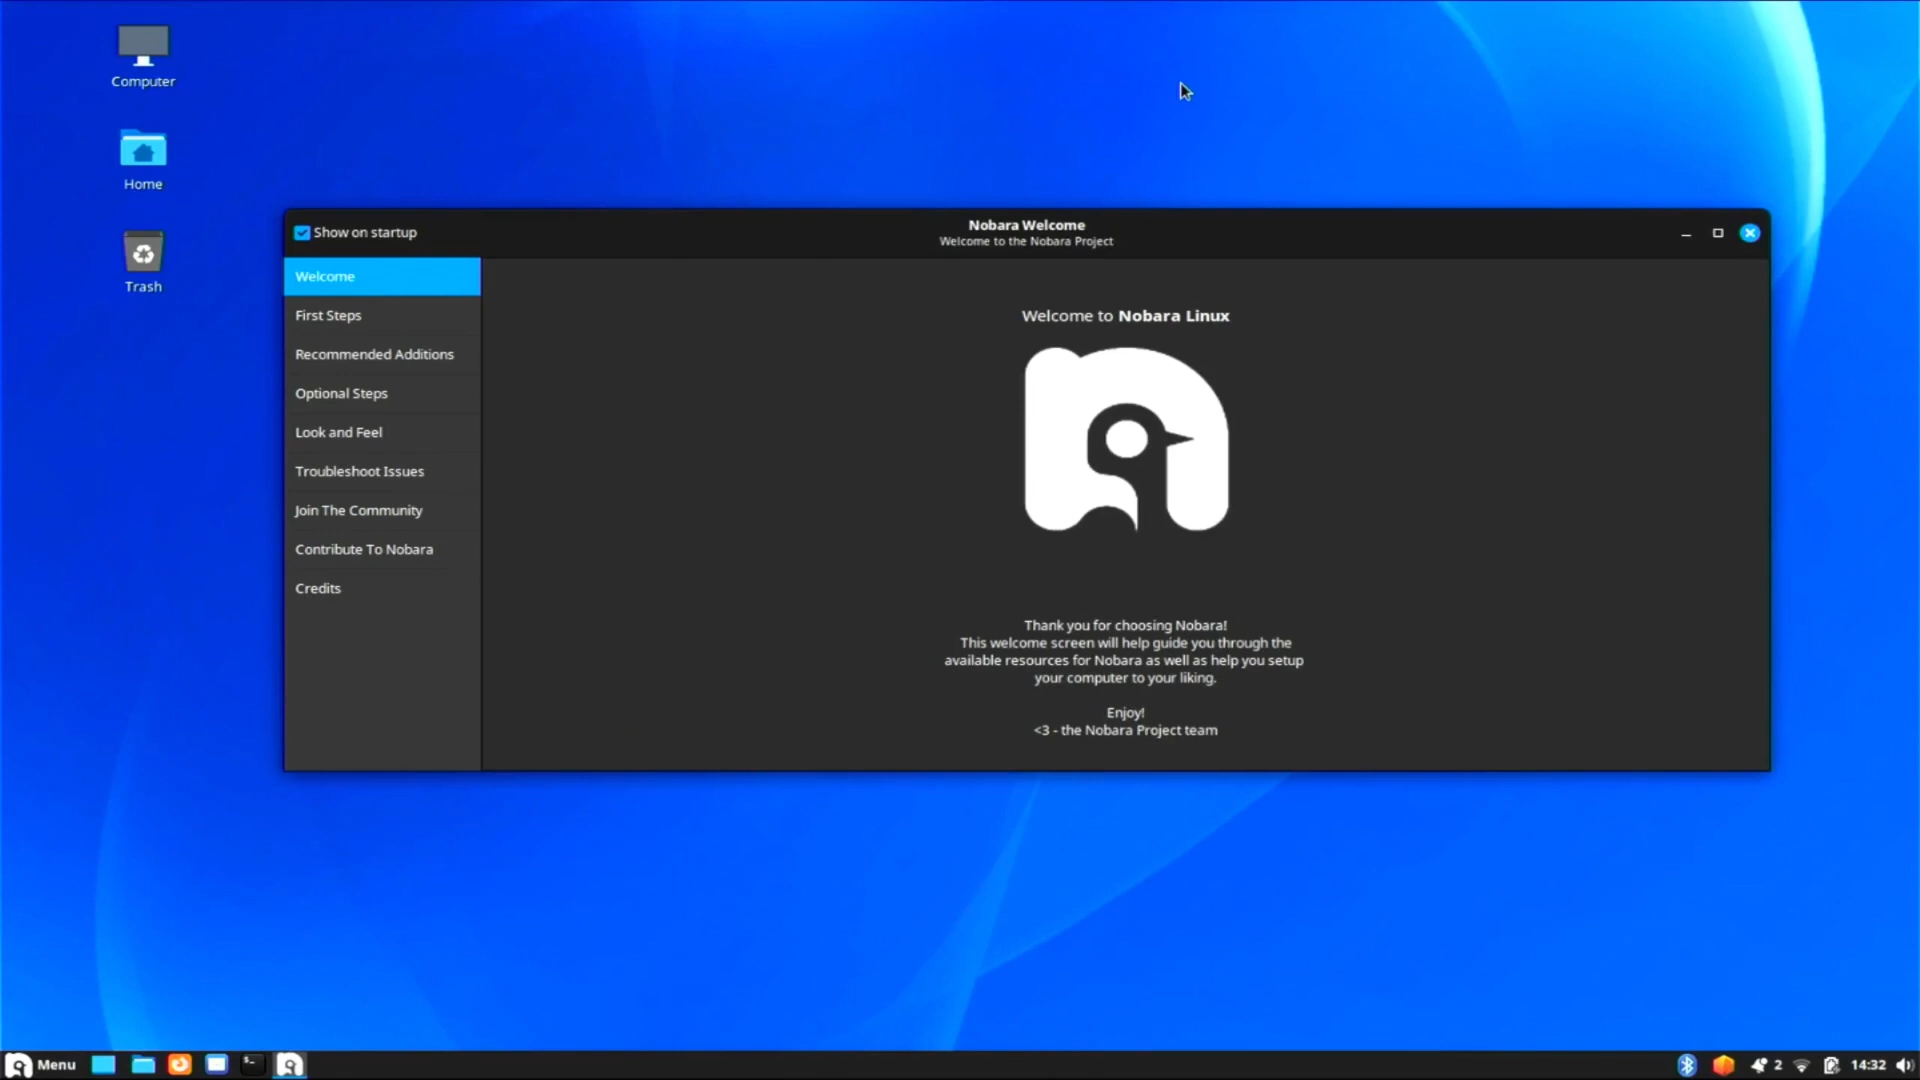 Computer
Home
Trash
Show on startup
Nobara Welcome
Welcome to the Nobara Project
Welcome
First Steps
Recommended Additions
Optional Steps
Look and Feel
Troubleshoot Issues
Join The Community
Contribute To Nobara
Credits
Welcome to Nobara Linux
Thank you for choosing Nobara!
This welcome screen will help guide you through the
available resources for Nobara as well as help you setup
your computer to your liking.
Enjoy!
<3 - the Nobara Project team
Menu
2
14:32